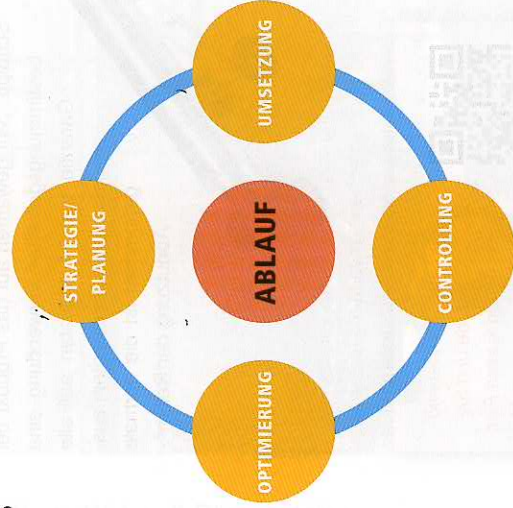 STRATEGIE/
PLANUNG
UMSETZUNG
ABLAUF
OPTIMIERUNG
CONTROLLING